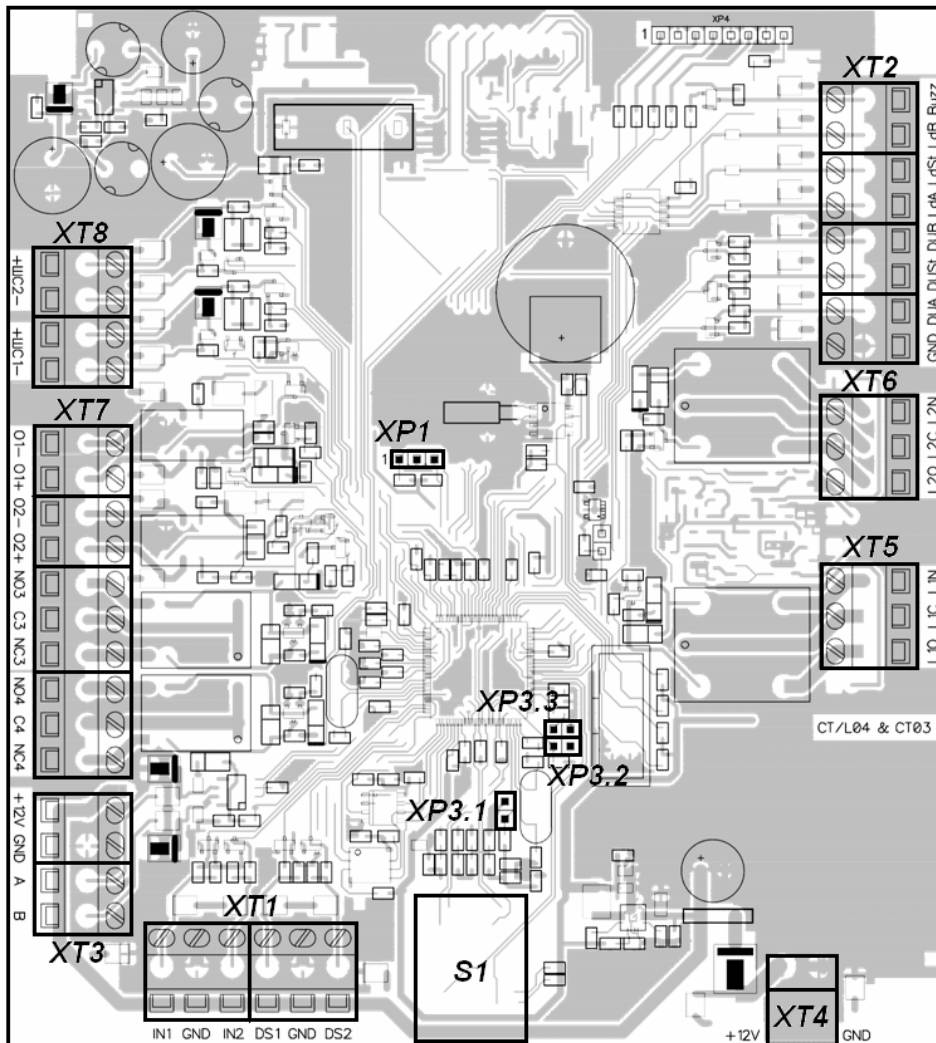 XP4
1
XT2
GND DUA DUSt DUB LdA LdSt LdB Buzz
XT8
+ШС2-
+ШС1-
XT6
L2O L2C L2N
XT7
O1-
O1+
O2-
O2+
NO3
C3
NC3
NO4
C4
NC4
XP1
1
XT5
L1O L1C L1N
XP3.3
CT/L04 & CT03
XP3.2
XP3.1
+12V
GND
A
B
XT3
XT1
IN1 GND IN2 DS1 GND DS2
S1
XT4
+12V
GND